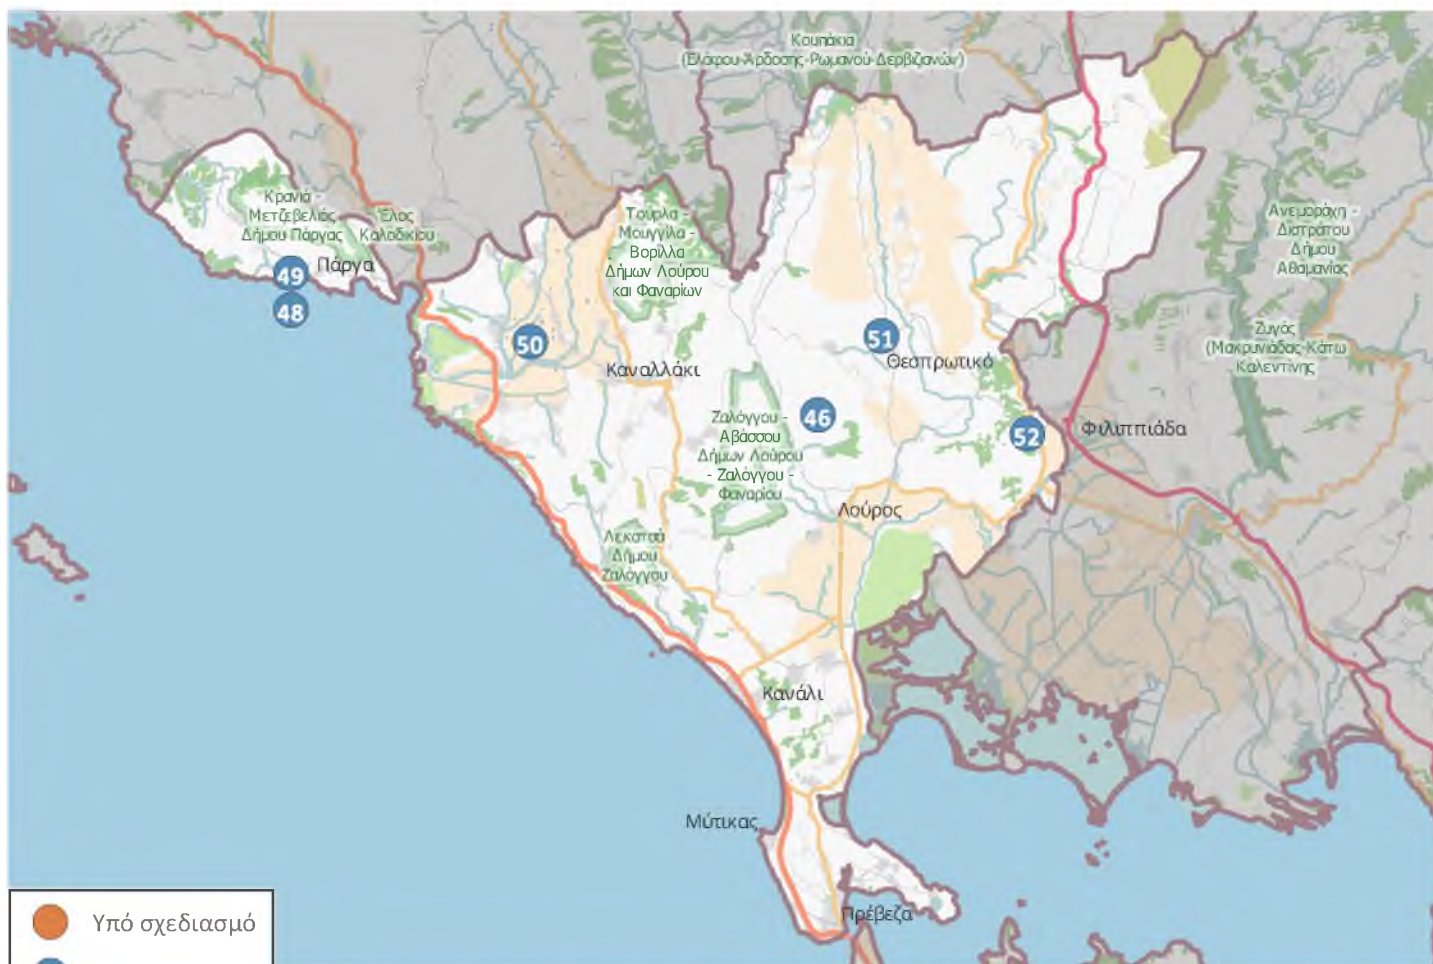 Κουπάκια
(Ελάφου-Άρδοσης-Ρωμανού-Δερβιζιανών)
Κρανιά -
Μετζεβελιός
Δήμου Πάργας
Έλος
Καλοδικίου
Τούρλα -
Μουγγίλα -
Βορίλλα
Δήμων Λούρου
και Φαναρίων
Ανεμοράχη -
Διστράτου
Δήμου
Αθαμανίας
49
Πάργα
48
50
51
Θεσπρωτικό
Ζυγός
(Μακρυνιάδας-Κάτω
Καλεντίνης
Καναλλάκι
Ζαλόγγου -
Αβάσσου
Δήμων Λούρου
- Ζαλόγγου -
Φαναρίου
46
52
Φιλιππιάδα
Λούρος
Λεκατσά
Δήμου
Ζαλόγγου
Κανάλι
Μύτικας
Πρέβεζα
Υπό σχεδιασμό